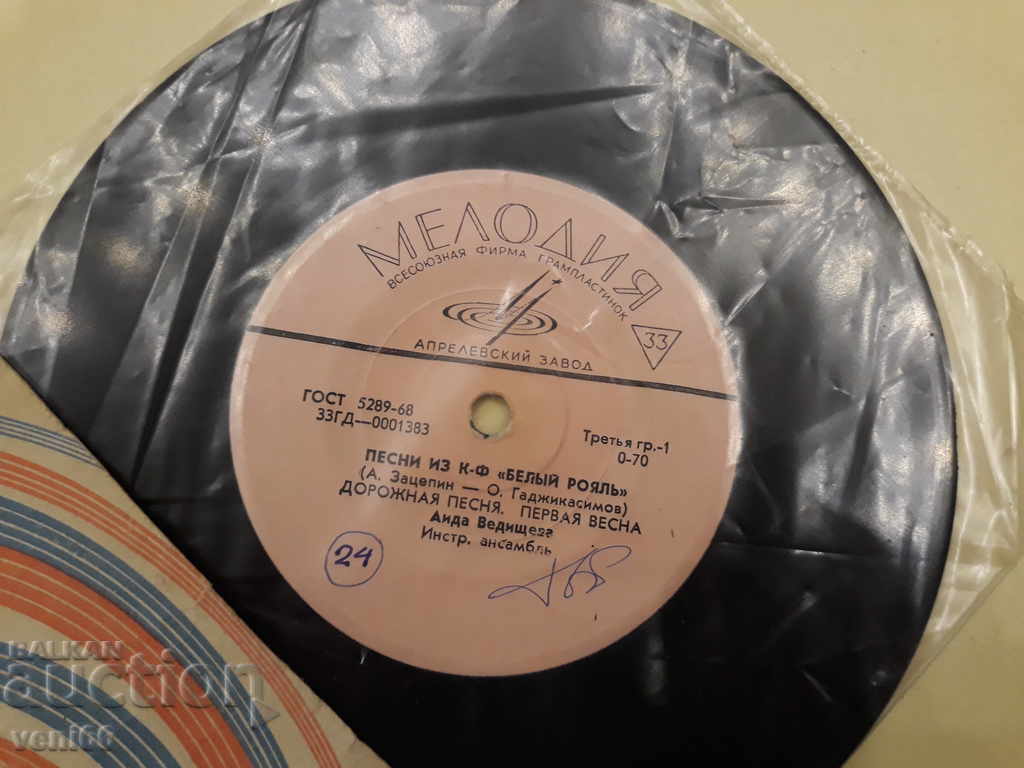 МЕЛОДИЯ
ВСЕСОЮЗНАЯ ФИРМА ГРАМПЛАСТИНОК
33
АПРЕЛЕВСКИЙ ЗАВОД
ГОСТ 5289-68
33ГД—0001383
Третья гр.-1
0-70
ПЕСНИ ИЗ К-Ф «БЕЛЫЙ РОЯЛЬ»
(А. Зацепин — О. Гаджикасимов)
ДОРОЖНАЯ ПЕСНЯ. ПЕРВАЯ ВЕСНА
Аида Ведищева
Инстр. ансамбль
24
BALKAN
auction
veni66